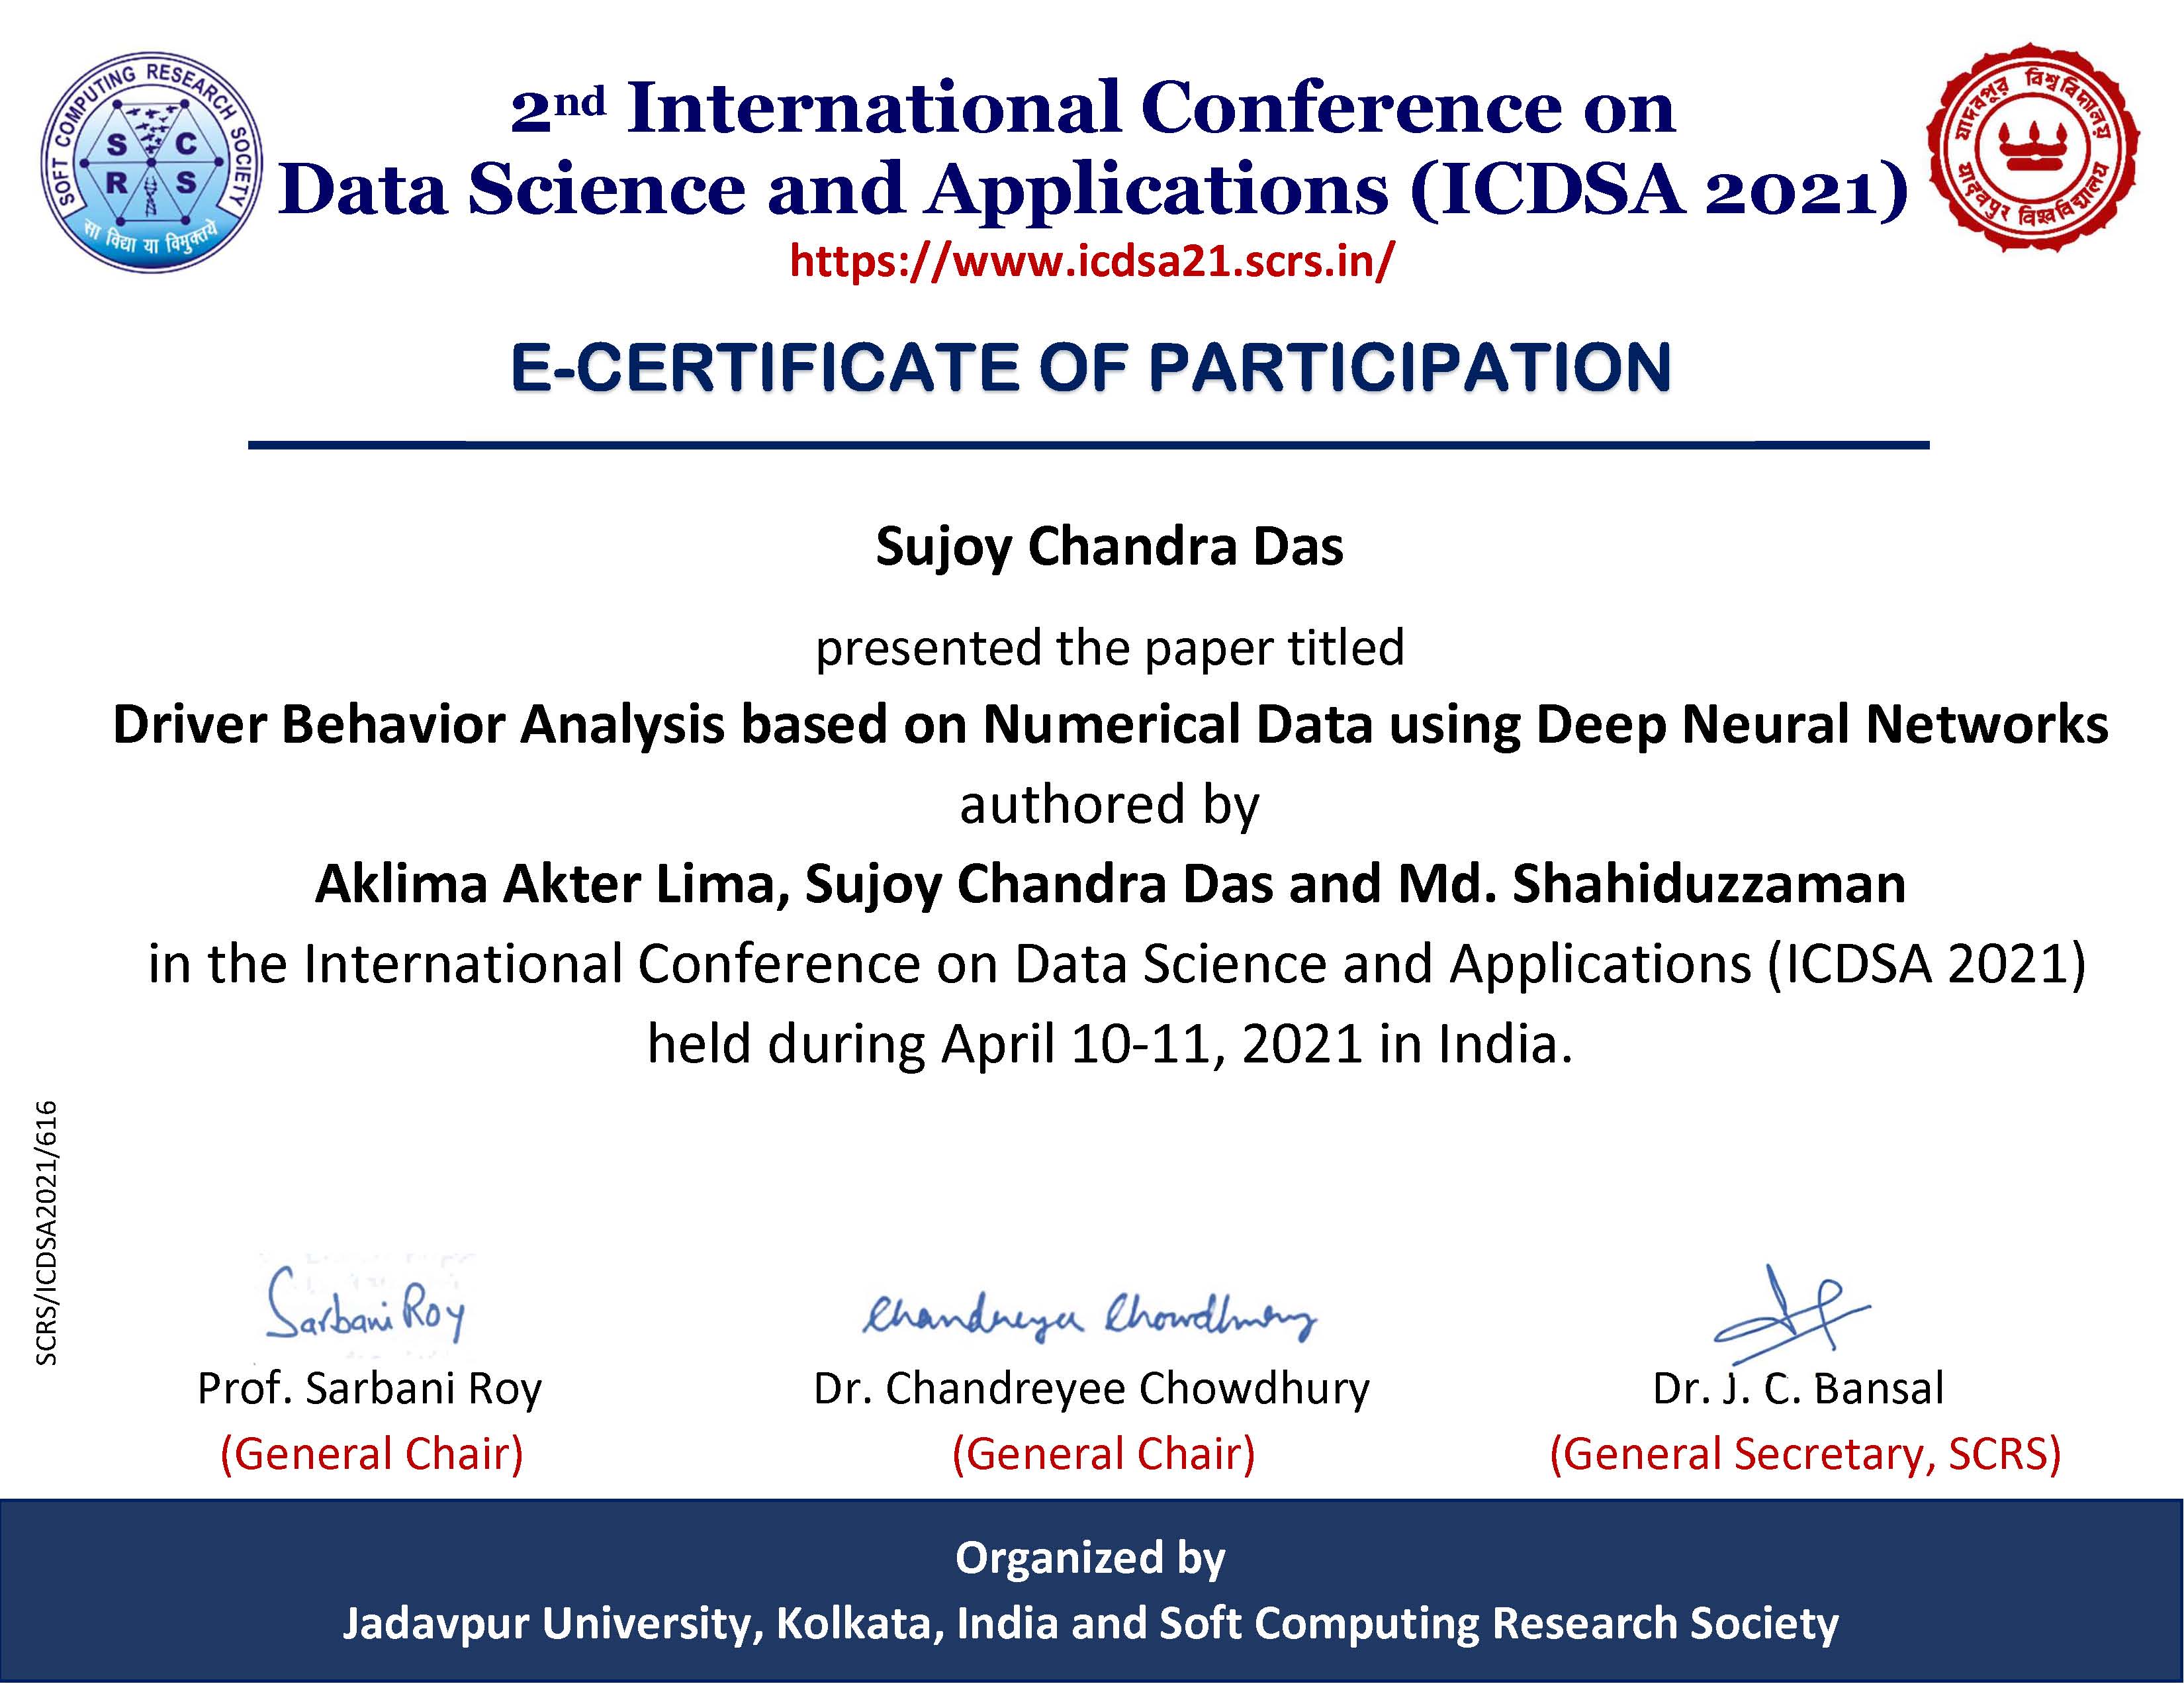 SOFT COMPUTING RESEARCH SOCIETY
S C
R S
सा विद्या या विमुक्तये
2nd International Conference on
Data Science and Applications (ICDSA 2021)
https://www.icdsa21.scrs.in/
যাদবপুর বিশ্ববিদ্যালয়
यादवपुर विश्वविद्यालय
E-CERTIFICATE OF PARTICIPATION
Sujoy Chandra Das
presented the paper titled
Driver Behavior Analysis based on Numerical Data using Deep Neural Networks
authored by
Aklima Akter Lima, Sujoy Chandra Das and Md. Shahiduzzaman
in the International Conference on Data Science and Applications (ICDSA 2021)
held during April 10-11, 2021 in India.
SCRS/ICDSA2021/616
Sarbani Roy
Chandreyee Chowdhury
Prof. Sarbani Roy
Dr. Chandreyee Chowdhury
Dr. J. C. Bansal
(General Chair)
(General Chair)
(General Secretary, SCRS)
Organized by
Jadavpur University, Kolkata, India and Soft Computing Research Society